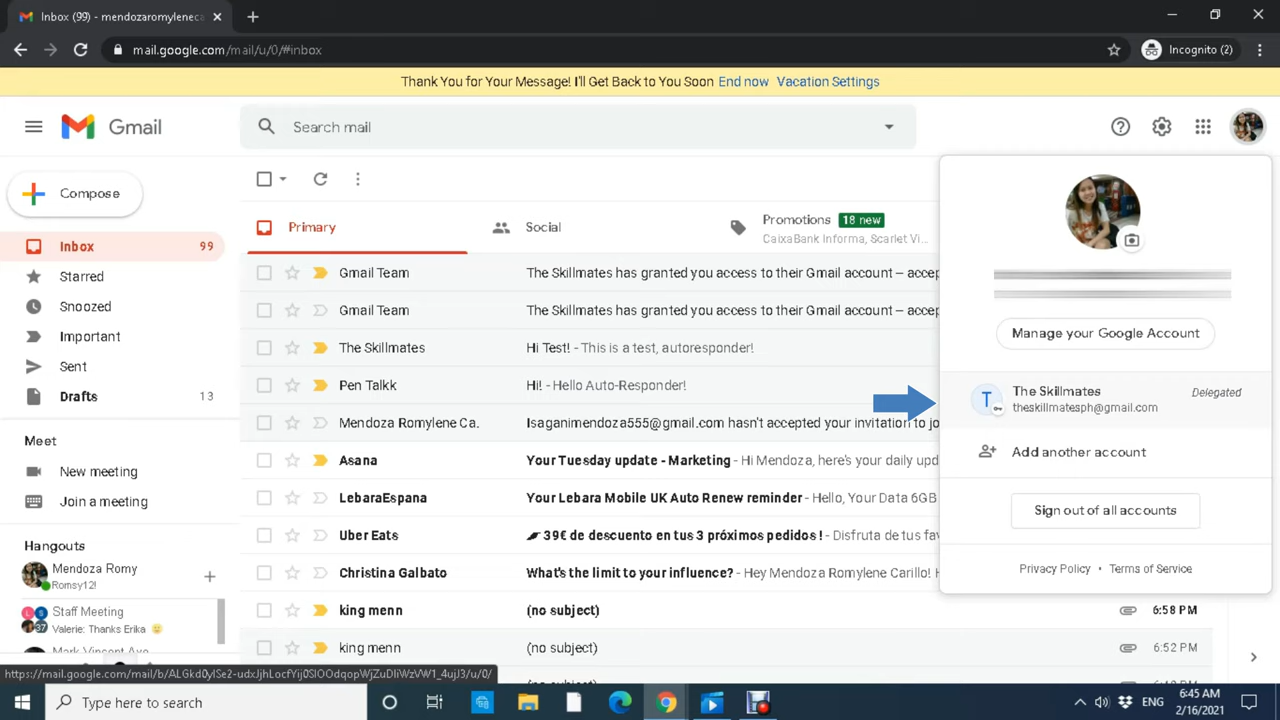 Inbox (99) - mendozaromyleneca
mail.google.com/mail/u/0/#inbox
Incognito (2)
Thank You for Your Message! I'll Get Back to You Soon End now Vacation Settings
Gmail
Search mail
Compose
Inbox 99
Starred
Snoozed
Important
Sent
Drafts 13
Meet
New meeting
Join a meeting
Hangouts
Mendoza Romy
Romsy12!
Staff Meeting
37
Valerie: Thanks Erika
Mark Vincent Axe
Primary
Social
Promotions 18 new
CaixaBank Informa, Scarlet Vi...
Gmail Team The Skillmates has granted you access to their Gmail account – accep
Gmail Team The Skillmates has granted you access to their Gmail account – accep
The Skillmates Hi Test! - This is a test, autoresponder!
Pen Talkk Hi! - Hello Auto-Responder!
Mendoza Romylene Ca. Isaganimendoza555@gmail.com hasn't accepted your invitation to jo
Asana Your Tuesday update - Marketing - Hi Mendoza, here's your daily upd
LebaraEspana Your Lebara Mobile UK Auto Renew reminder - Hello, Your Data 6GB
Uber Eats 39€ de descuento en tus 3 próximos pedidos ! - Disfruta de tus fav
Christina Galbato What's the limit to your influence? - Hey Mendoza Romylene Carillo! H
king menn (no subject) 6:58 PM
king menn (no subject) 6:52 PM
Manage your Google Account
T
The Skillmates Delegated
theskillmatesph@gmail.com
Add another account
Sign out of all accounts
Privacy Policy • Terms of Service
Type here to search
ENG
6:45 AM
2/16/2021